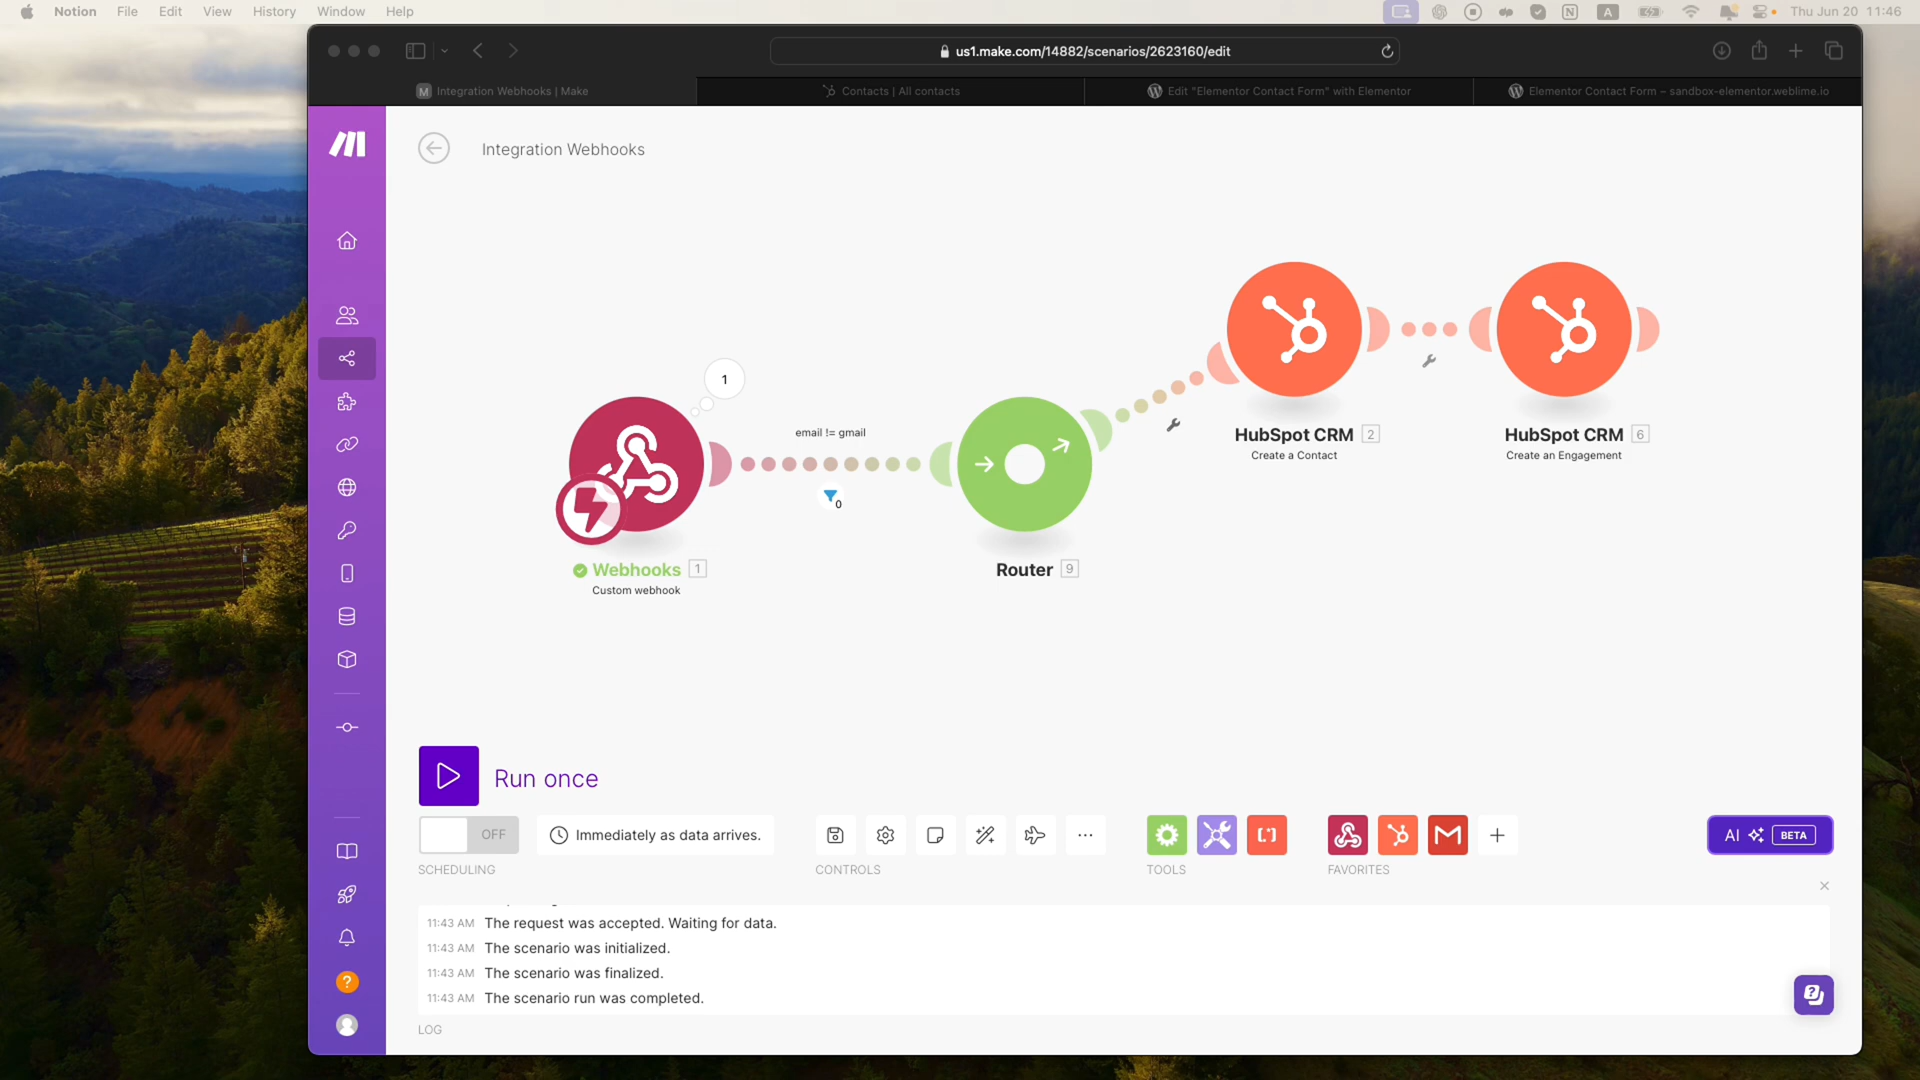 Notion File Edit View History Window Help
A
Thu Jun 20 11:46
us1.make.com/14882/scenarios/2623160/edit
M Integration Webhooks | Make
Contacts | All contacts
Edit "Elementor Contact Form" with Elementor
Elementor Contact Form – sandbox-elementor.weblime.io
Integration Webhooks
1
email != gmail
0
Webhooks 1
Custom webhook
Router 9
HubSpot CRM 2
Create a Contact
HubSpot CRM 6
Create an Engagement
Run once
OFF
Immediately as data arrives.
SCHEDULING
CONTROLS
TOOLS
FAVORITES
AI BETA
11:43 AM The request was accepted. Waiting for data.
11:43 AM The scenario was initialized.
11:43 AM The scenario was finalized.
11:43 AM The scenario run was completed.
LOG
?
?